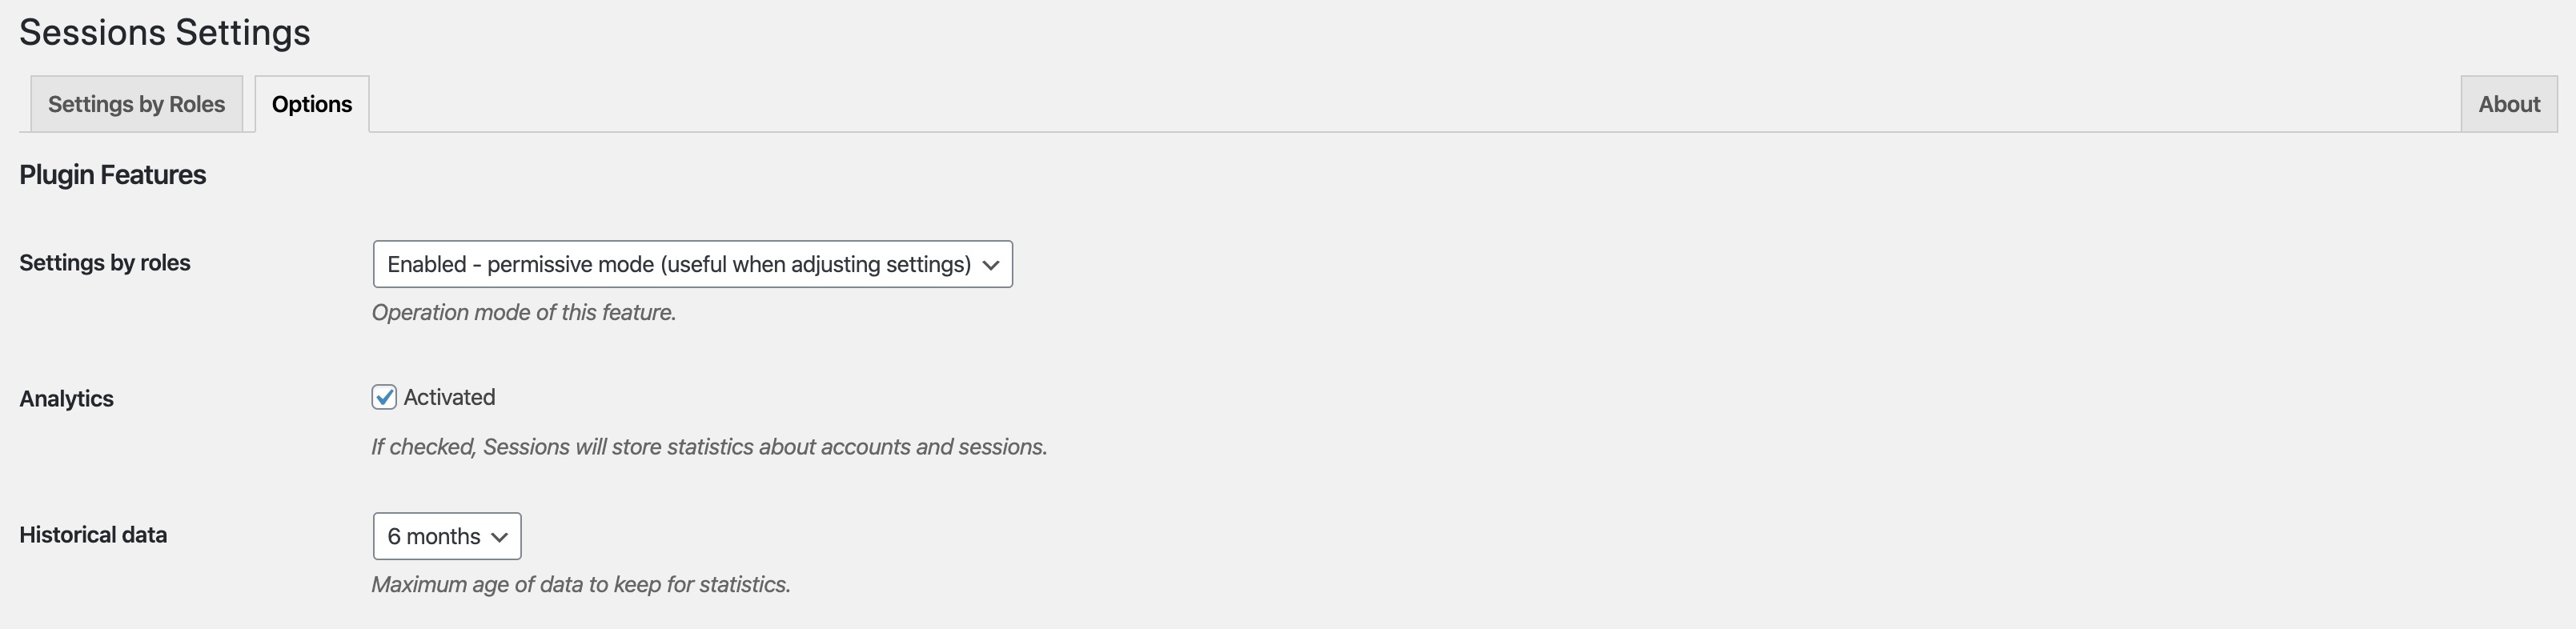 Sessions Settings
Settings by Roles
Options
About
Plugin Features
Settings by roles
Enabled - permissive mode (useful when adjusting settings)
Operation mode of this feature.
Analytics
Activated
If checked, Sessions will store statistics about accounts and sessions.
Historical data
6 months
Maximum age of data to keep for statistics.